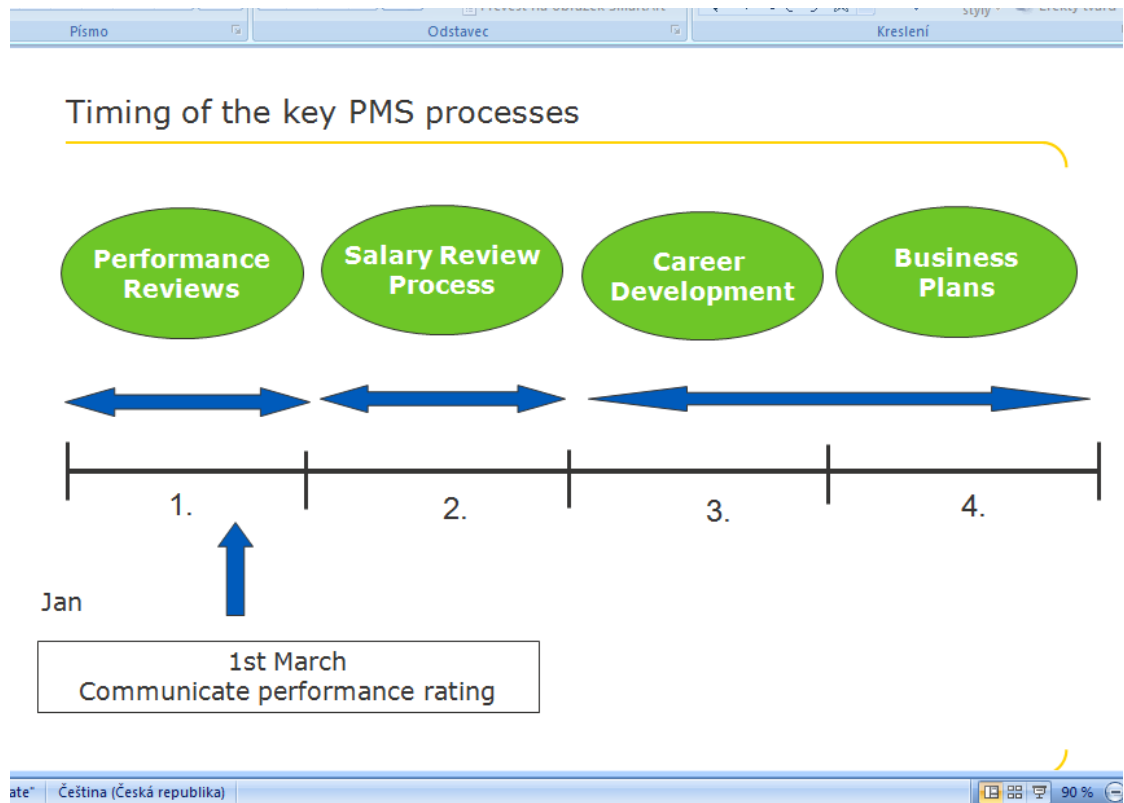 Písmo
Odstavec
Kreslení
Timing of the key PMS processes
Performance
Reviews
Salary Review
Process
Career
Development
Business
Plans
1.
2.
3.
4.
Jan
1st March
Communicate performance rating
ate"
Čeština (Česká republika)
90 %